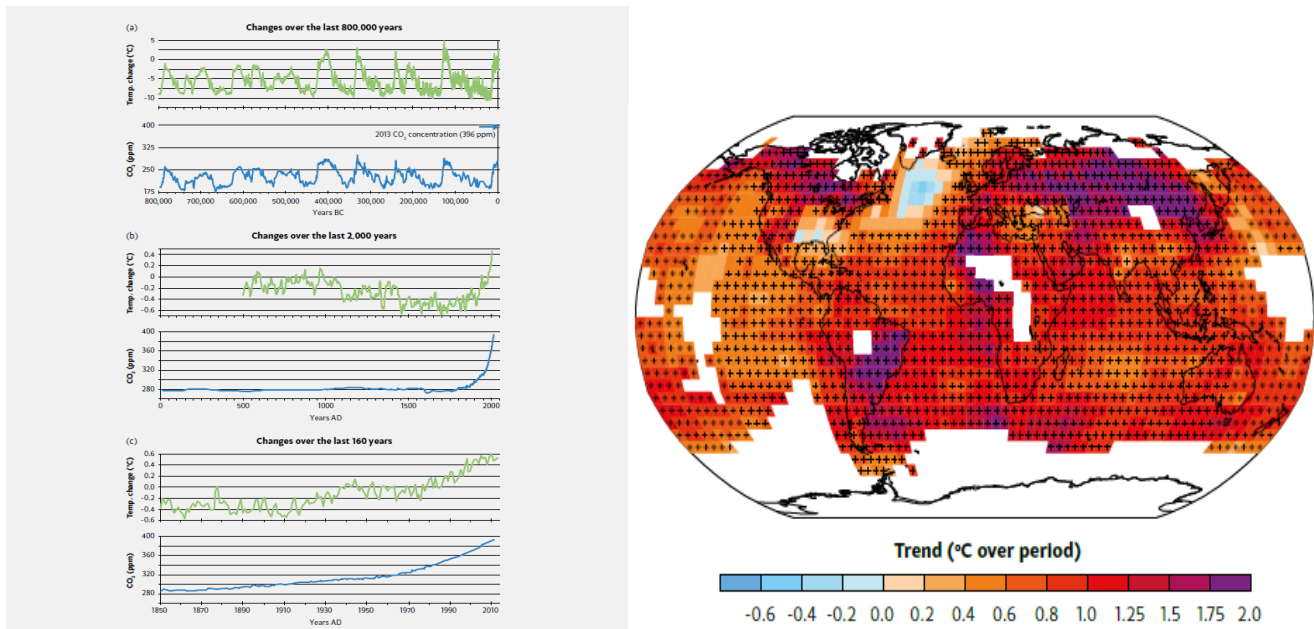 (a) Changes over the last 800,000 years
Temp. change (°C)
5
0
-5
-10
CO₂ (ppm)
400
325
250
175
2013 CO₂ concentration (396 ppm)
800,000 700,000 600,000 500,000 400,000 300,000 200,000 100,000 0
Years BC
(b) Changes over the last 2,000 years
Temp. change (°C)
0.4
0.2
0.0
-0.2
-0.4
-0.6
CO₂ (ppm)
400
360
320
280
0 500 1000 1500 2000
Years AD
(c) Changes over the last 160 years
Temp. change (°C)
0.6
0.4
0.2
-0.0
-0.2
-0.4
-0.6
CO₂ (ppm)
400
360
320
280
1850 1870 1890 1910 1930 1950 1970 1990 2010
Years AD
Trend (°C over period)
-0.6 -0.4 -0.2 0.0 0.2 0.4 0.6 0.8 1.0 1.25 1.5 1.75 2.0